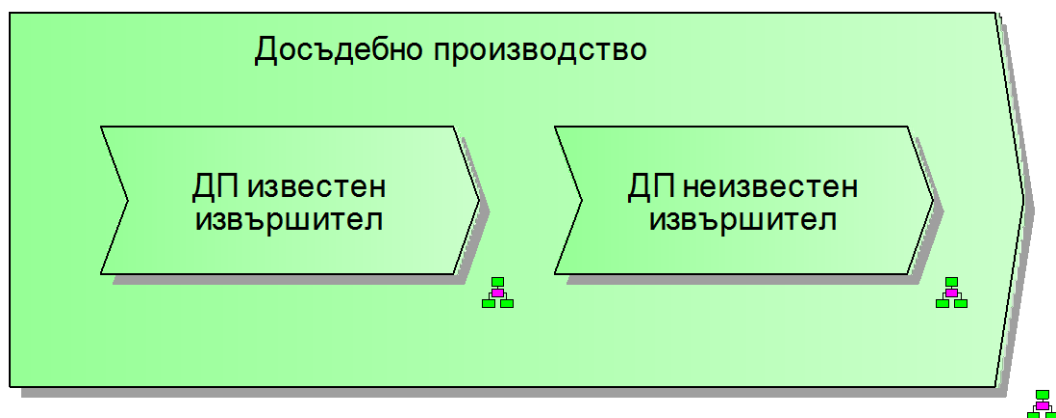 Досъдебно производство
ДП известен
извършител
ДП неизвестен
извършител